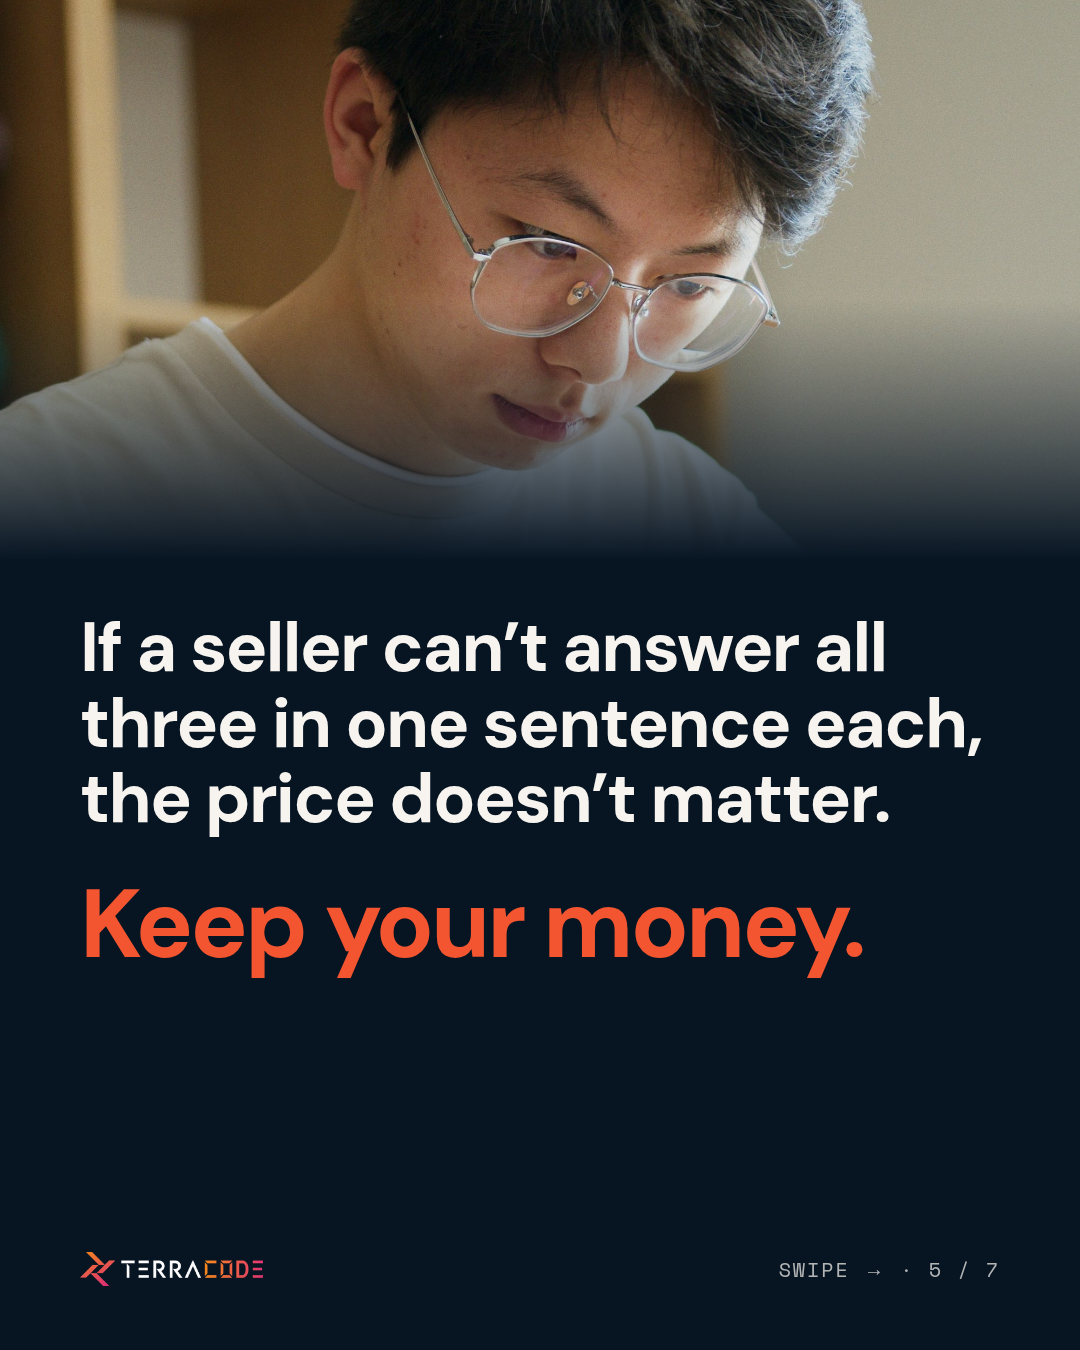 If a seller can’t answer all
three in one sentence each,
the price doesn’t matter.
Keep your money.
TERRACODE
SWIPE → · 5 / 7